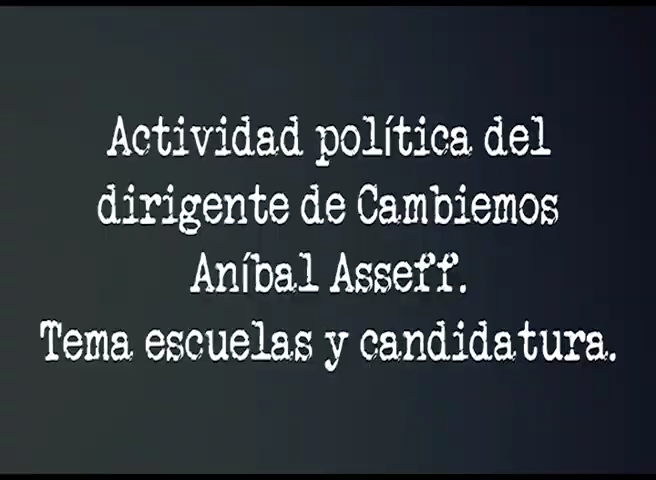 Actividad política del
dirigente de Cambiemos
Aníbal Asseff.
Tema escuelas y candidatura.